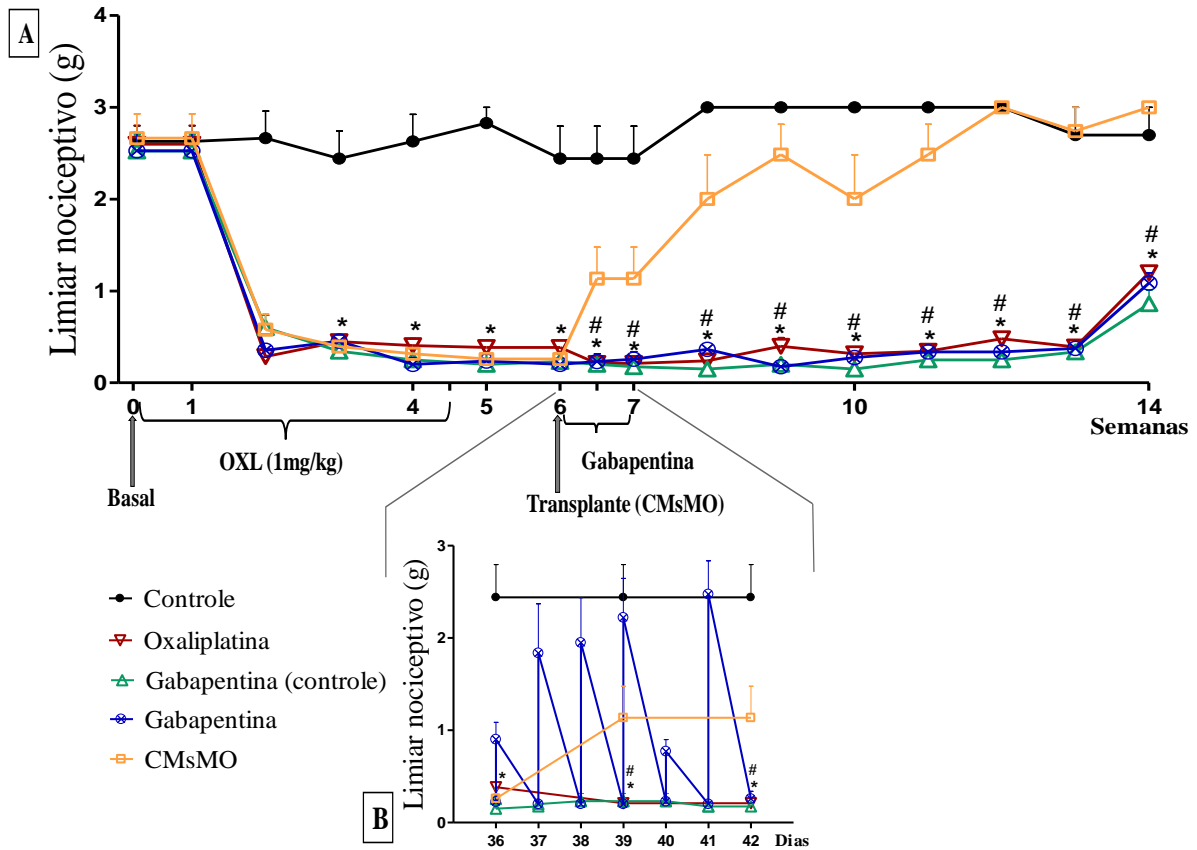 A
Limiar nociceptivo (g)
4
3
2
1
0
* * * * # * # * # * # * # * # * # * # * # *
0 1 4 5 6 7 10 14
Semanas
OXL (1mg/kg)
Gabapentina
Basal
Transplante (CMsMO)
Controle
Oxaliplatina
Gabapentina (controle)
Gabapentina
CMsMO
B
Limiar nociceptivo (g)
3
2
1
0
* # * # *
36 37 38 39 40 41 42 Dias